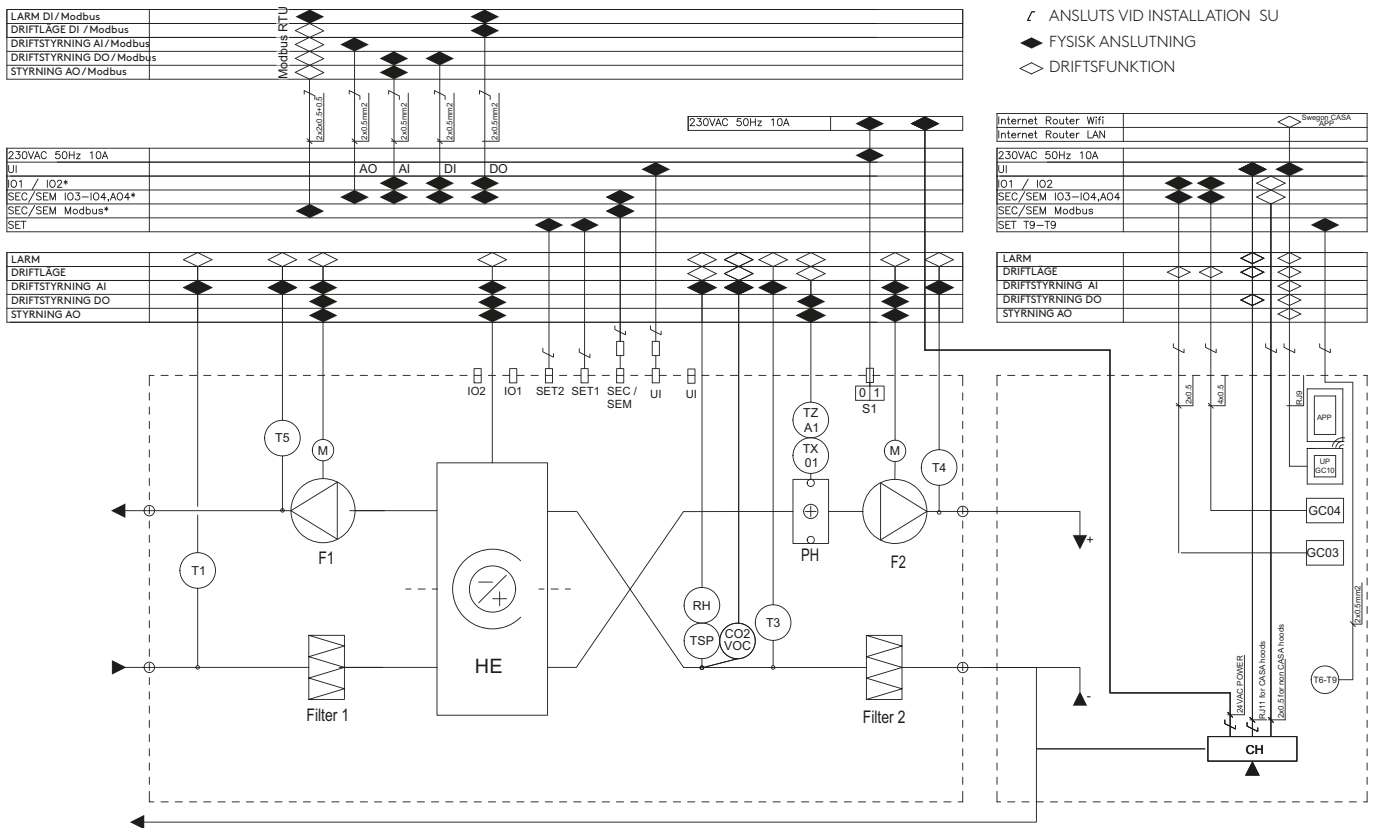 LARM DI/Modbus
DRIFTLÄGE DI /Modbus
DRIFTSTYRNING AI/Modbus
DRIFTSTYRNING DO/Modbus
STYRNING AO/Modbus
Modbus RTU
2x2x0.5+0.5
2x0.5mm2
2x0.5mm2
2x0.5mm2
2x0.5mm2
ANSLUTS VID INSTALLATION SU
FYSISK ANSLUTNING
DRIFTSFUNKTION
230VAC 50Hz 10A
Internet Router Wifi
Swegon CASA
APP
Internet Router LAN
230VAC 50Hz 10A
UI
AO AI DI DO
IO1 / IO2*
SEC/SEM IO3-IO4,AO4*
SEC/SEM Modbus*
SET
230VAC 50Hz 10A
UI
IO1 / IO2
SEC/SEM IO3-IO4,AO4
SEC/SEM Modbus
SET T9-T9
LARM
DRIFTLÄGE
DRIFTSTYRNING AI
DRIFTSTYRNING DO
STYRNING AO
LARM
DRIFTLÄGE
DRIFTSTYRNING AI
DRIFTSTYRNING DO
STYRNING AO
IO2
IO1
SET2
SET1
SEC /
SEM
UI
UI
0 1
S1
2x0.5
4x0.5
RJ9
APP
UP
GC10
GC04
GC03
2x0.5mm2
T6-T9
T5
M
TZ
A1
TX
01
M
T4
F1
PH
F2
+
T1
RH
TSP
CO2
VOC
T3
HE
Filter 1
Filter 2
-
24VAC POWER
RJ11 for CASA hoods
2x0.5 for non CASA hoods
CH